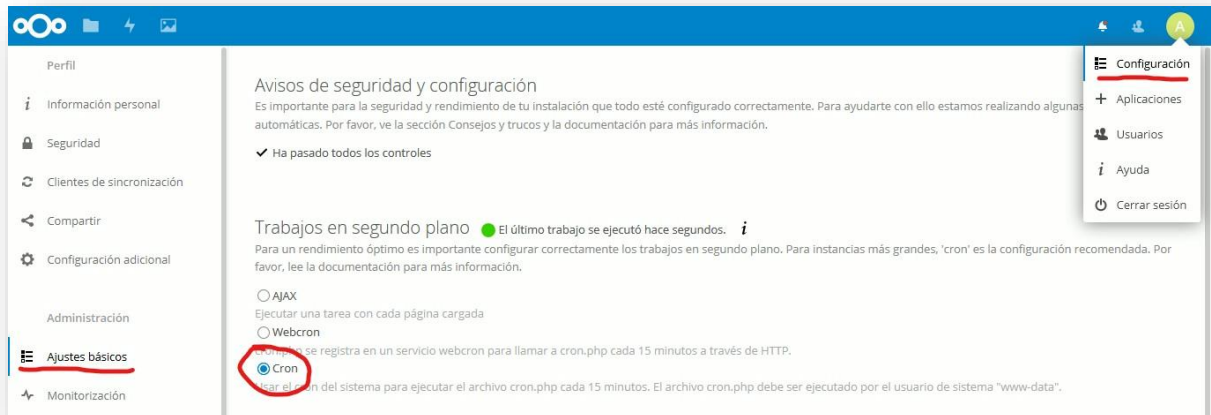 A
Configuración
Aplicaciones
Usuarios
Ayuda
Cerrar sesión
Perfil
Información personal
Seguridad
Clientes de sincronización
Compartir
Configuración adicional
Administración
Ajustes básicos
Monitorización
Avisos de seguridad y configuración
Es importante para la seguridad y rendimiento de tu instalación que todo esté configurado correctamente. Para ayudarte con ello estamos realizando algunas
automáticas. Por favor, ve la sección Consejos y trucos y la documentación para más información.
Ha pasado todos los controles
Trabajos en segundo plano El último trabajo se ejecutó hace segundos. i
Para un rendimiento óptimo es importante configurar correctamente los trabajos en segundo plano. Para instancias más grandes, 'cron' es la configuración recomendada. Por
favor, lee la documentación para más información.
AJAX
Ejecutar una tarea con cada página cargada
Webcron
cron.php se registra en un servicio webcron para llamar a cron.php cada 15 minutos a través de HTTP.
Cron
Usar el cron del sistema para ejecutar el archivo cron.php cada 15 minutos. El archivo cron.php debe ser ejecutado por el usuario de sistema "www-data".